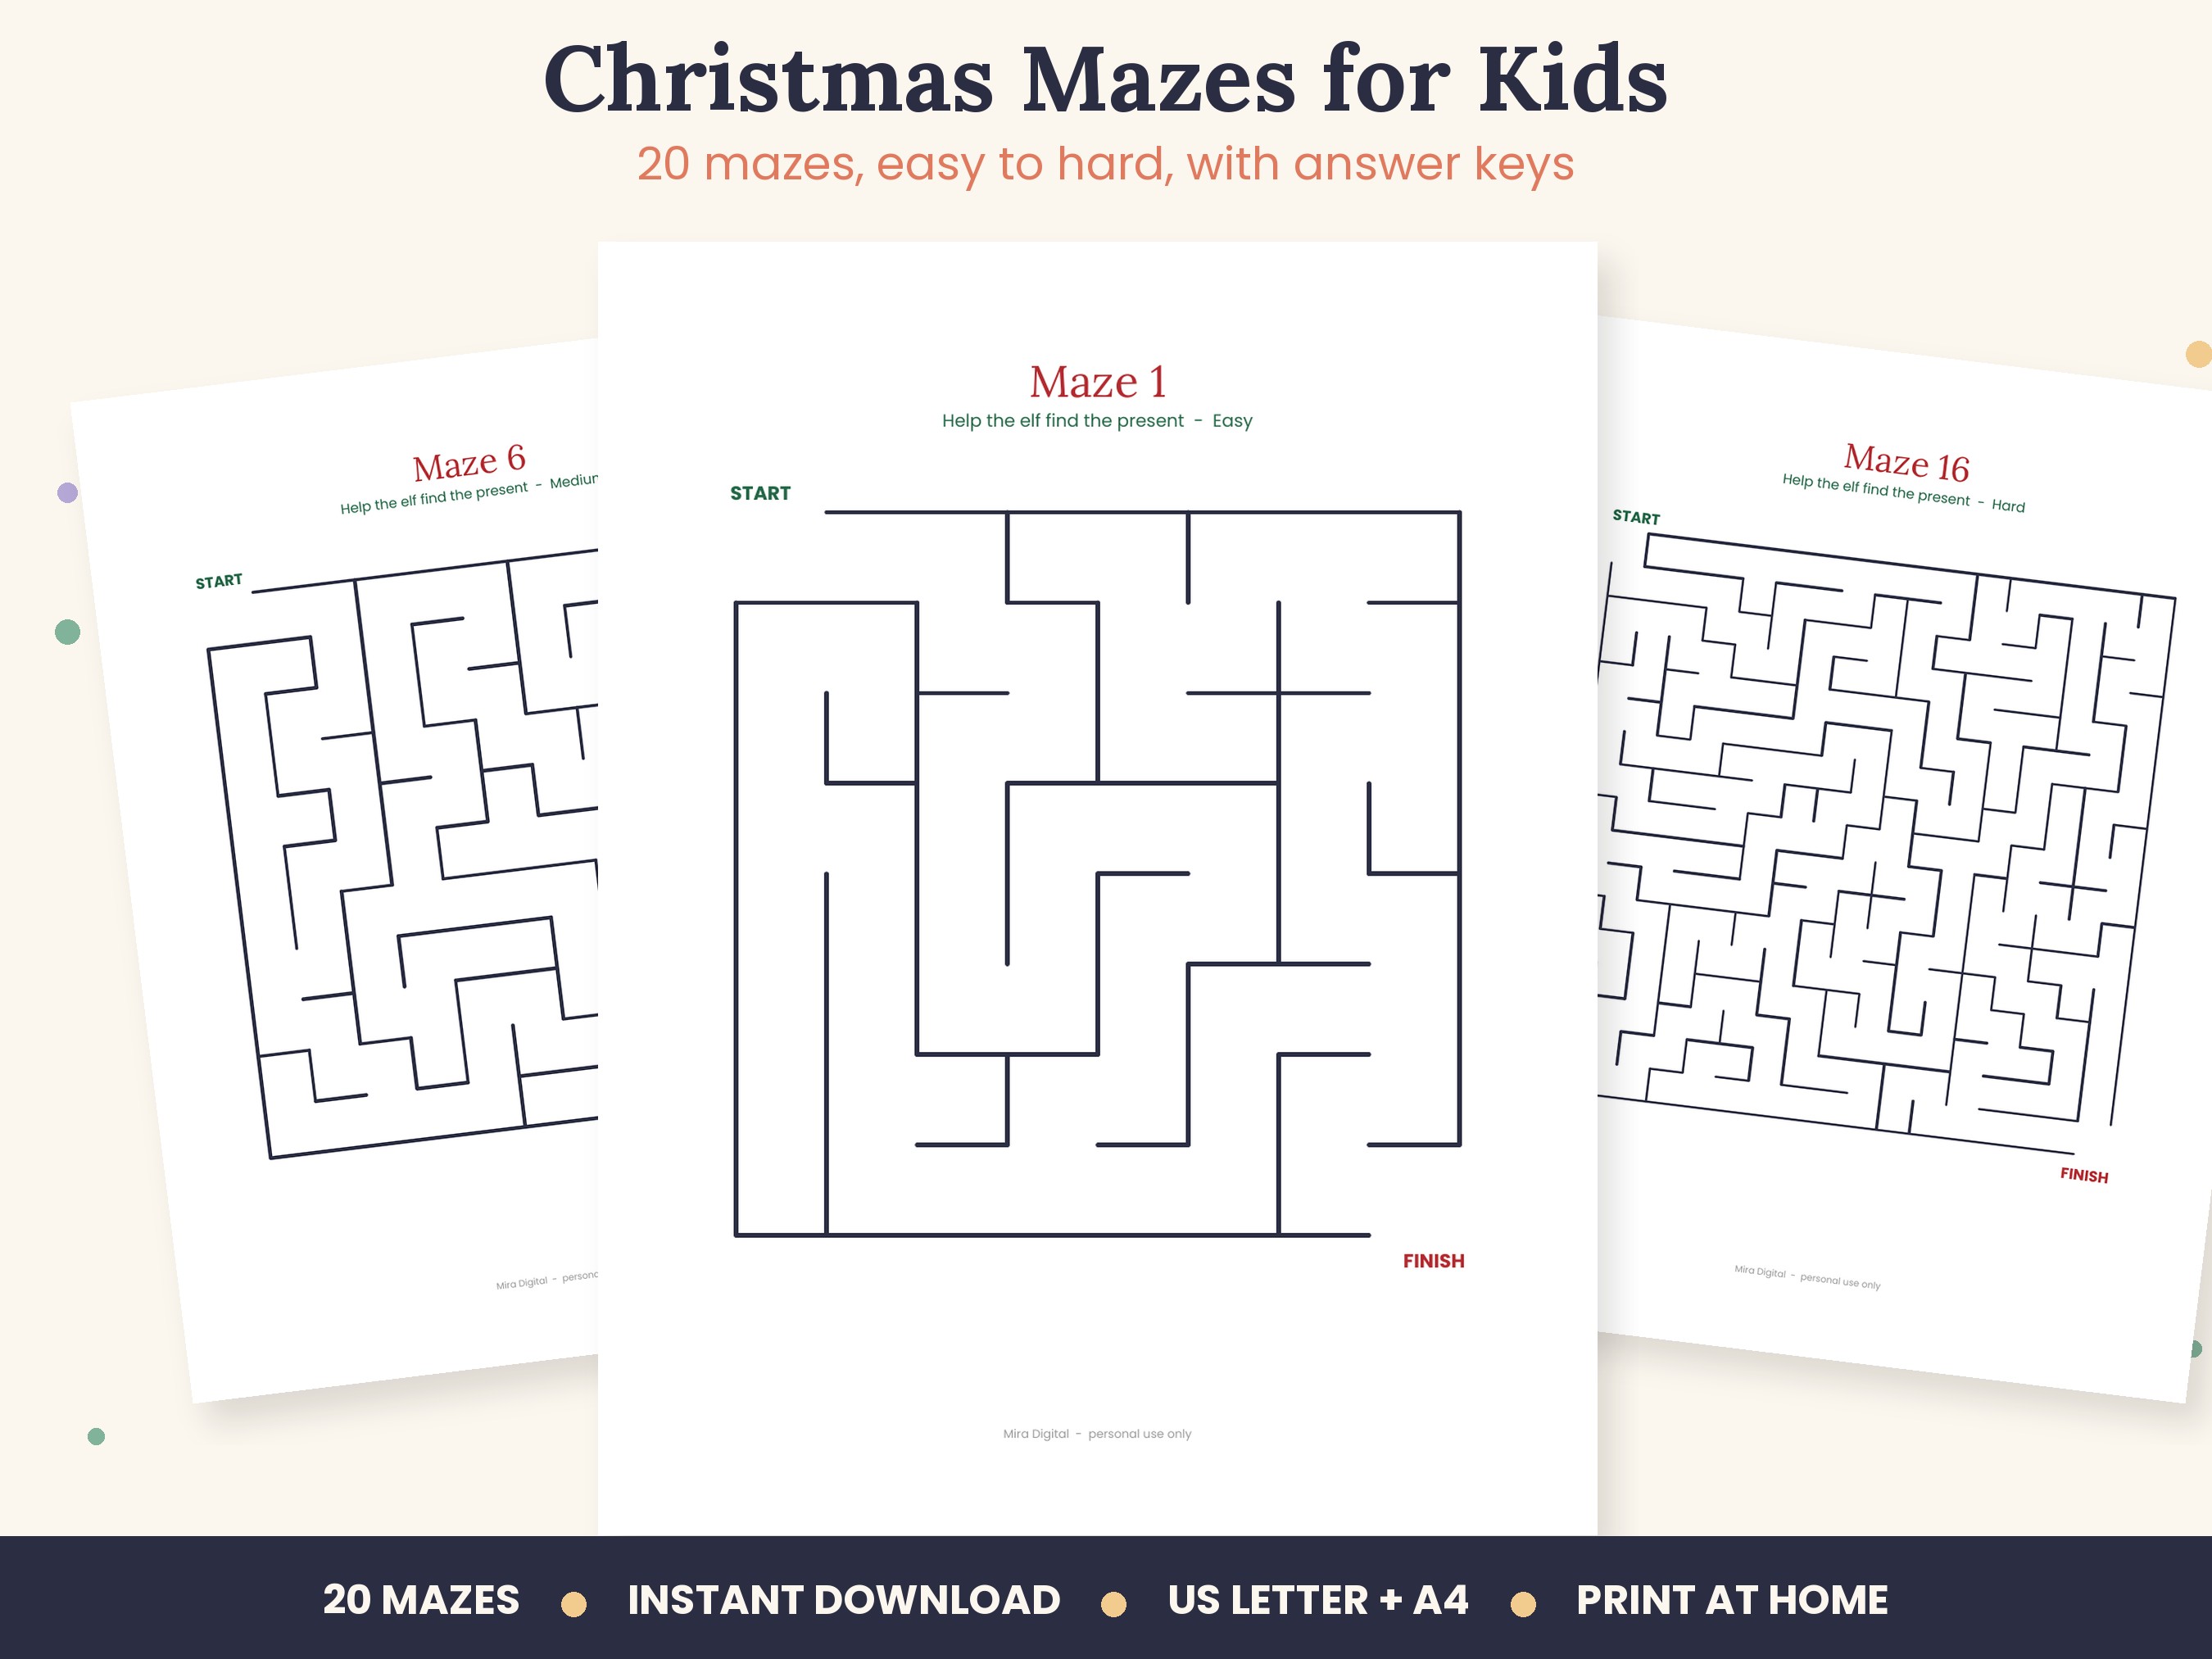 Christmas Mazes for Kids
20 mazes, easy to hard, with answer keys
Maze 6
Help the elf find the present - Medium
START
Mira Digital - personal
Maze 1
Help the elf find the present - Easy
START
FINISH
Mira Digital - personal use only
Maze 16
Help the elf find the present - Hard
START
FINISH
Mira Digital - personal use only
20 MAZES
INSTANT DOWNLOAD
US LETTER + A4
PRINT AT HOME